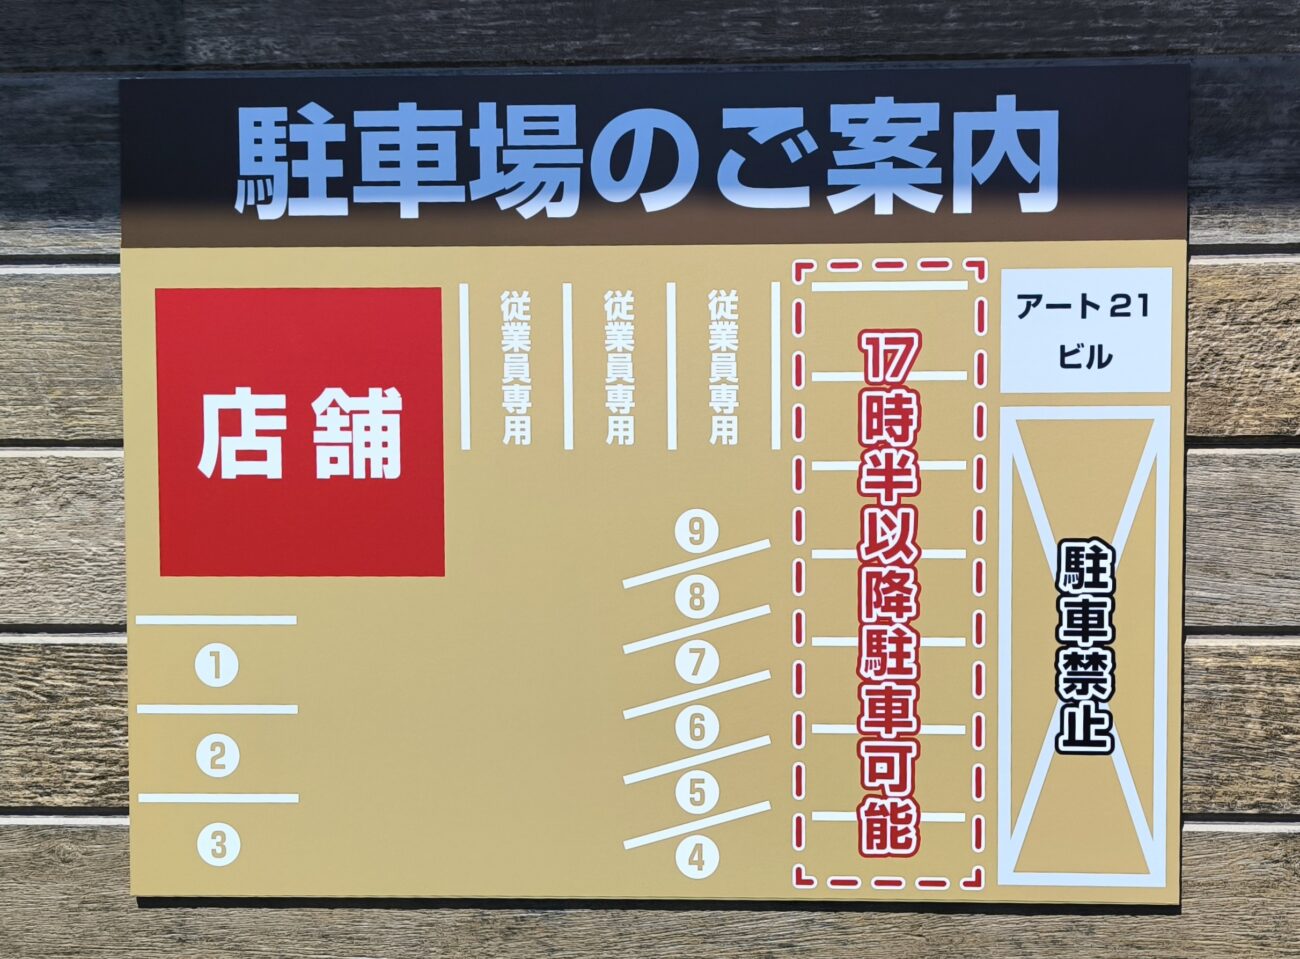 駐車場のご案内
店舗
従業員専用
従業員専用
従業員専用
17時半以降駐車可能
アート21
ビル
駐車禁止
9
8
7
6
5
4
1
2
3